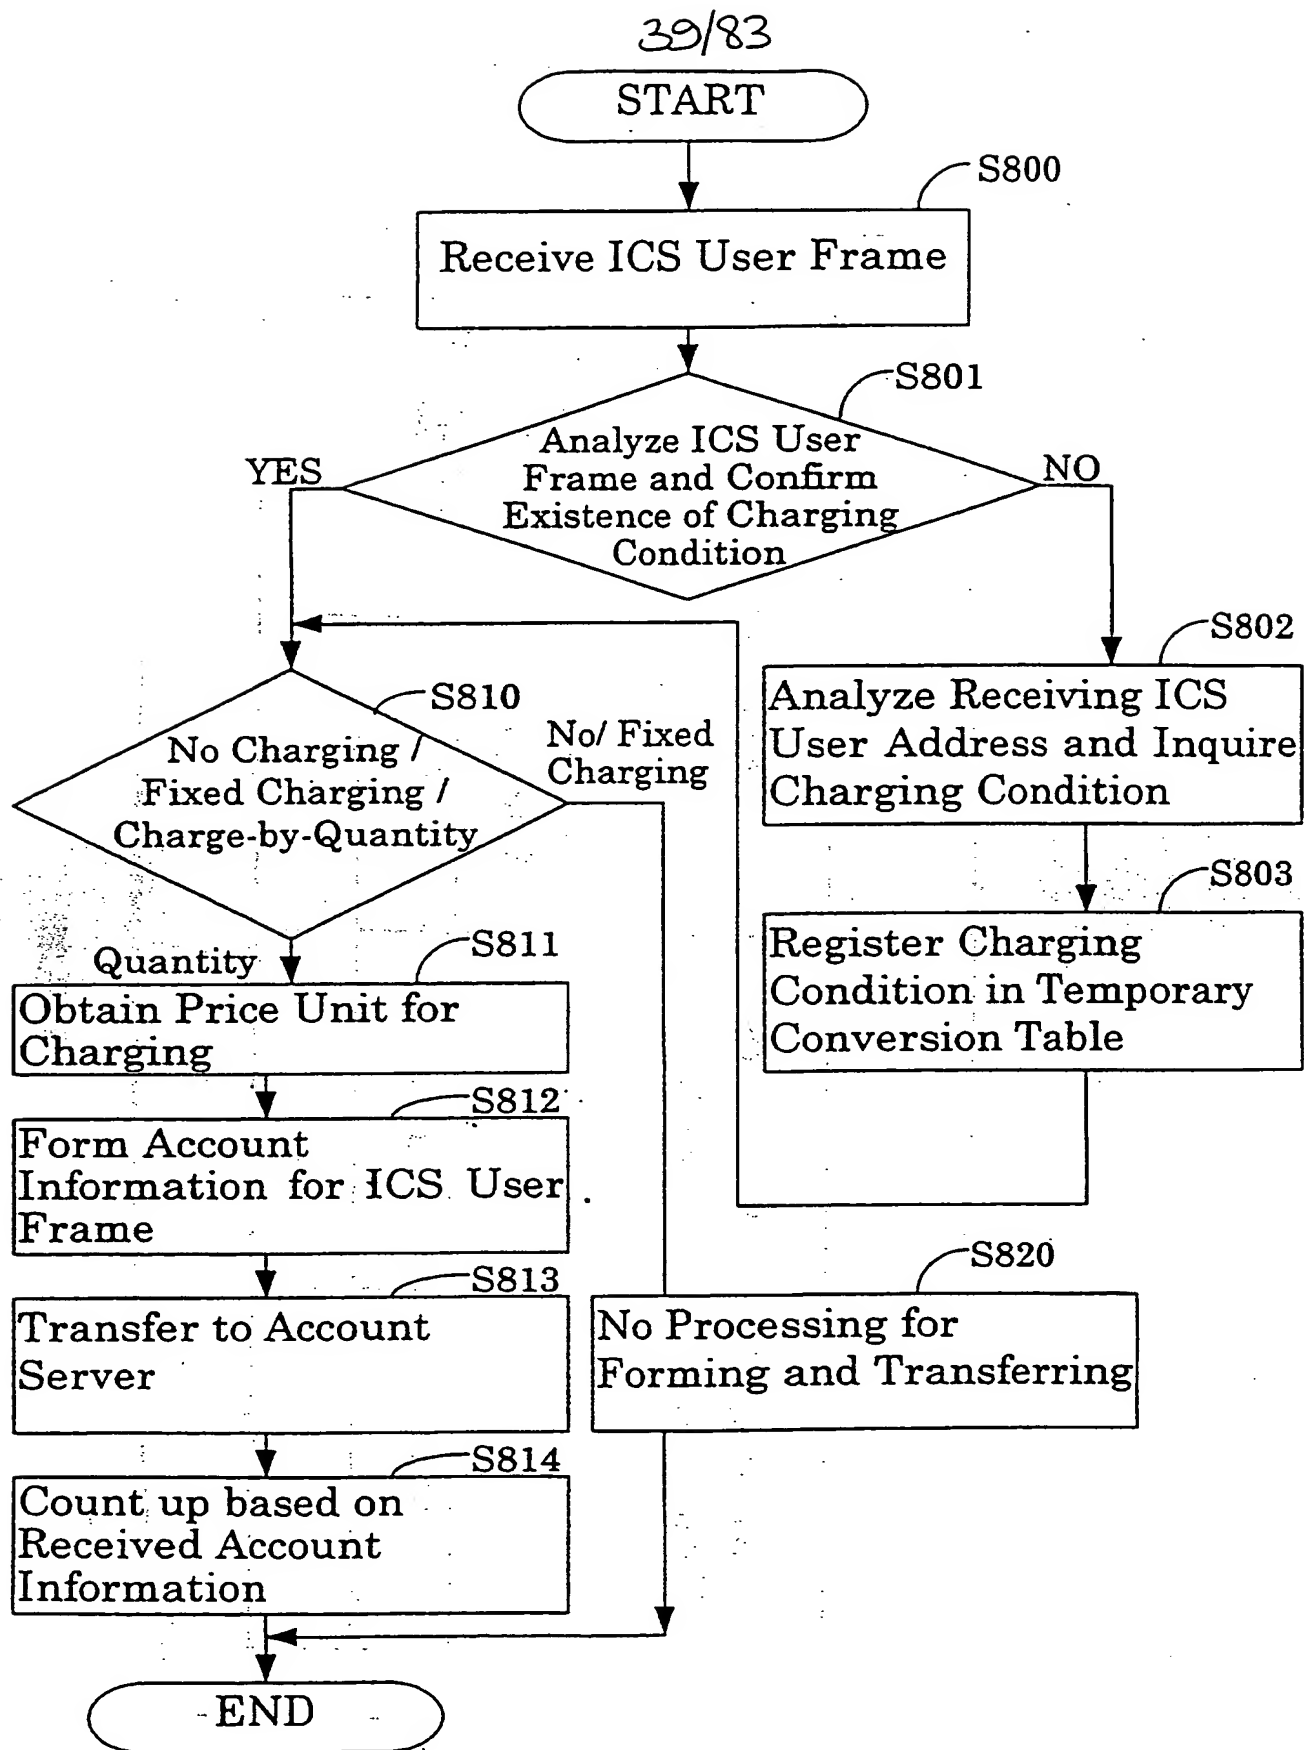 39/83
START
S800
Receive ICS User Frame
S801
Analyze ICS User
Frame and Confirm
Existence of Charging
Condition
YES
NO
S802
Analyze Receiving ICS
User Address and Inquire
Charging Condition
S803
Register Charging
Condition in Temporary
Conversion Table
S810
No Charging /
Fixed Charging /
Charge-by-Quantity
No/ Fixed
Charging
Quantity
S811
Obtain Price Unit for
Charging
S812
Form Account
Information for ICS User
Frame
S813
Transfer to Account
Server
S820
No Processing for
Forming and Transferring
S814
Count up based on
Received Account
Information
END